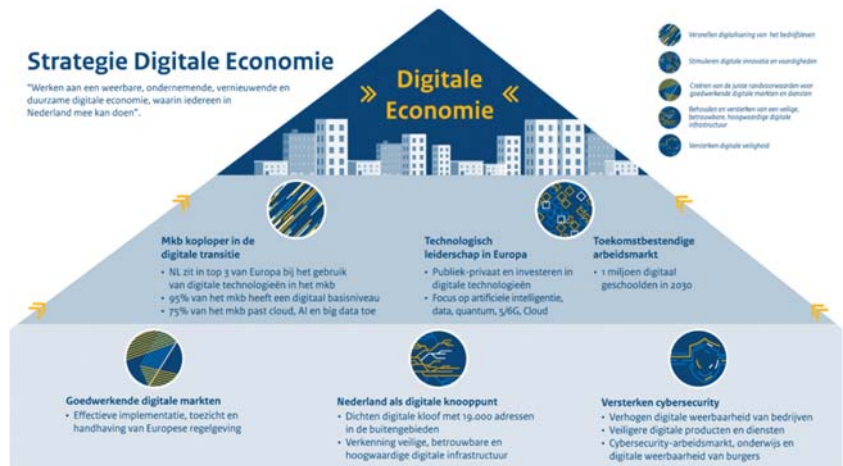 Strategie Digitale Economie
"Werken aan een weerbare, ondernemende, vernieuwende en
duurzame digitale economie, waarin iedereen in
Nederland mee kan doen".
Digitale
Economie
Versnellen digitalisering van het bedrijfsleven
Stimuleren digitale innovatie en vaardigheden
Creëren van de juiste randvoorwaarden voor
goedwerkende digitale markten en diensten
Behouden en versterken van een veilige,
betrouwbare, hoogwaardige digitale
infrastructuur
Versterken digitale veiligheid
Mkb koploper in de
digitale transitie
• NL zit in top 3 van Europa bij het gebruik
van digitale technologieën in het mkb
• 95% van het mkb heeft een digitaal basisniveau
• 75% van het mkb past cloud, AI en big data toe
Technologisch
leiderschap in Europa
• Publiek-privaat en investeren in
digitale technologieën
• Focus op artificiele intelligentie,
data, quantum, 5/6G, Cloud
Toekomstbestendige
arbeidsmarkt
• 1 miljoen digitaal
geschoolden in 2030
Goedwerkende digitale markten
• Effectieve implementatie, toezicht en
handhaving van Europese regelgeving
Nederland als digitale knooppunt
• Dichten digitale kloof met 19.000 adressen
in de buitengebieden
• Verkenning veilige, betrouwbare en
hoogwaardige digitale infrastructuur
Versterken cybersecurity
• Verhogen digitale weerbaarheid van bedrijven
• Veiligere digitale producten en diensten
• Cybersecurity-arbeidsmarkt, onderwijs en
digitale weerbaarheid van burgers